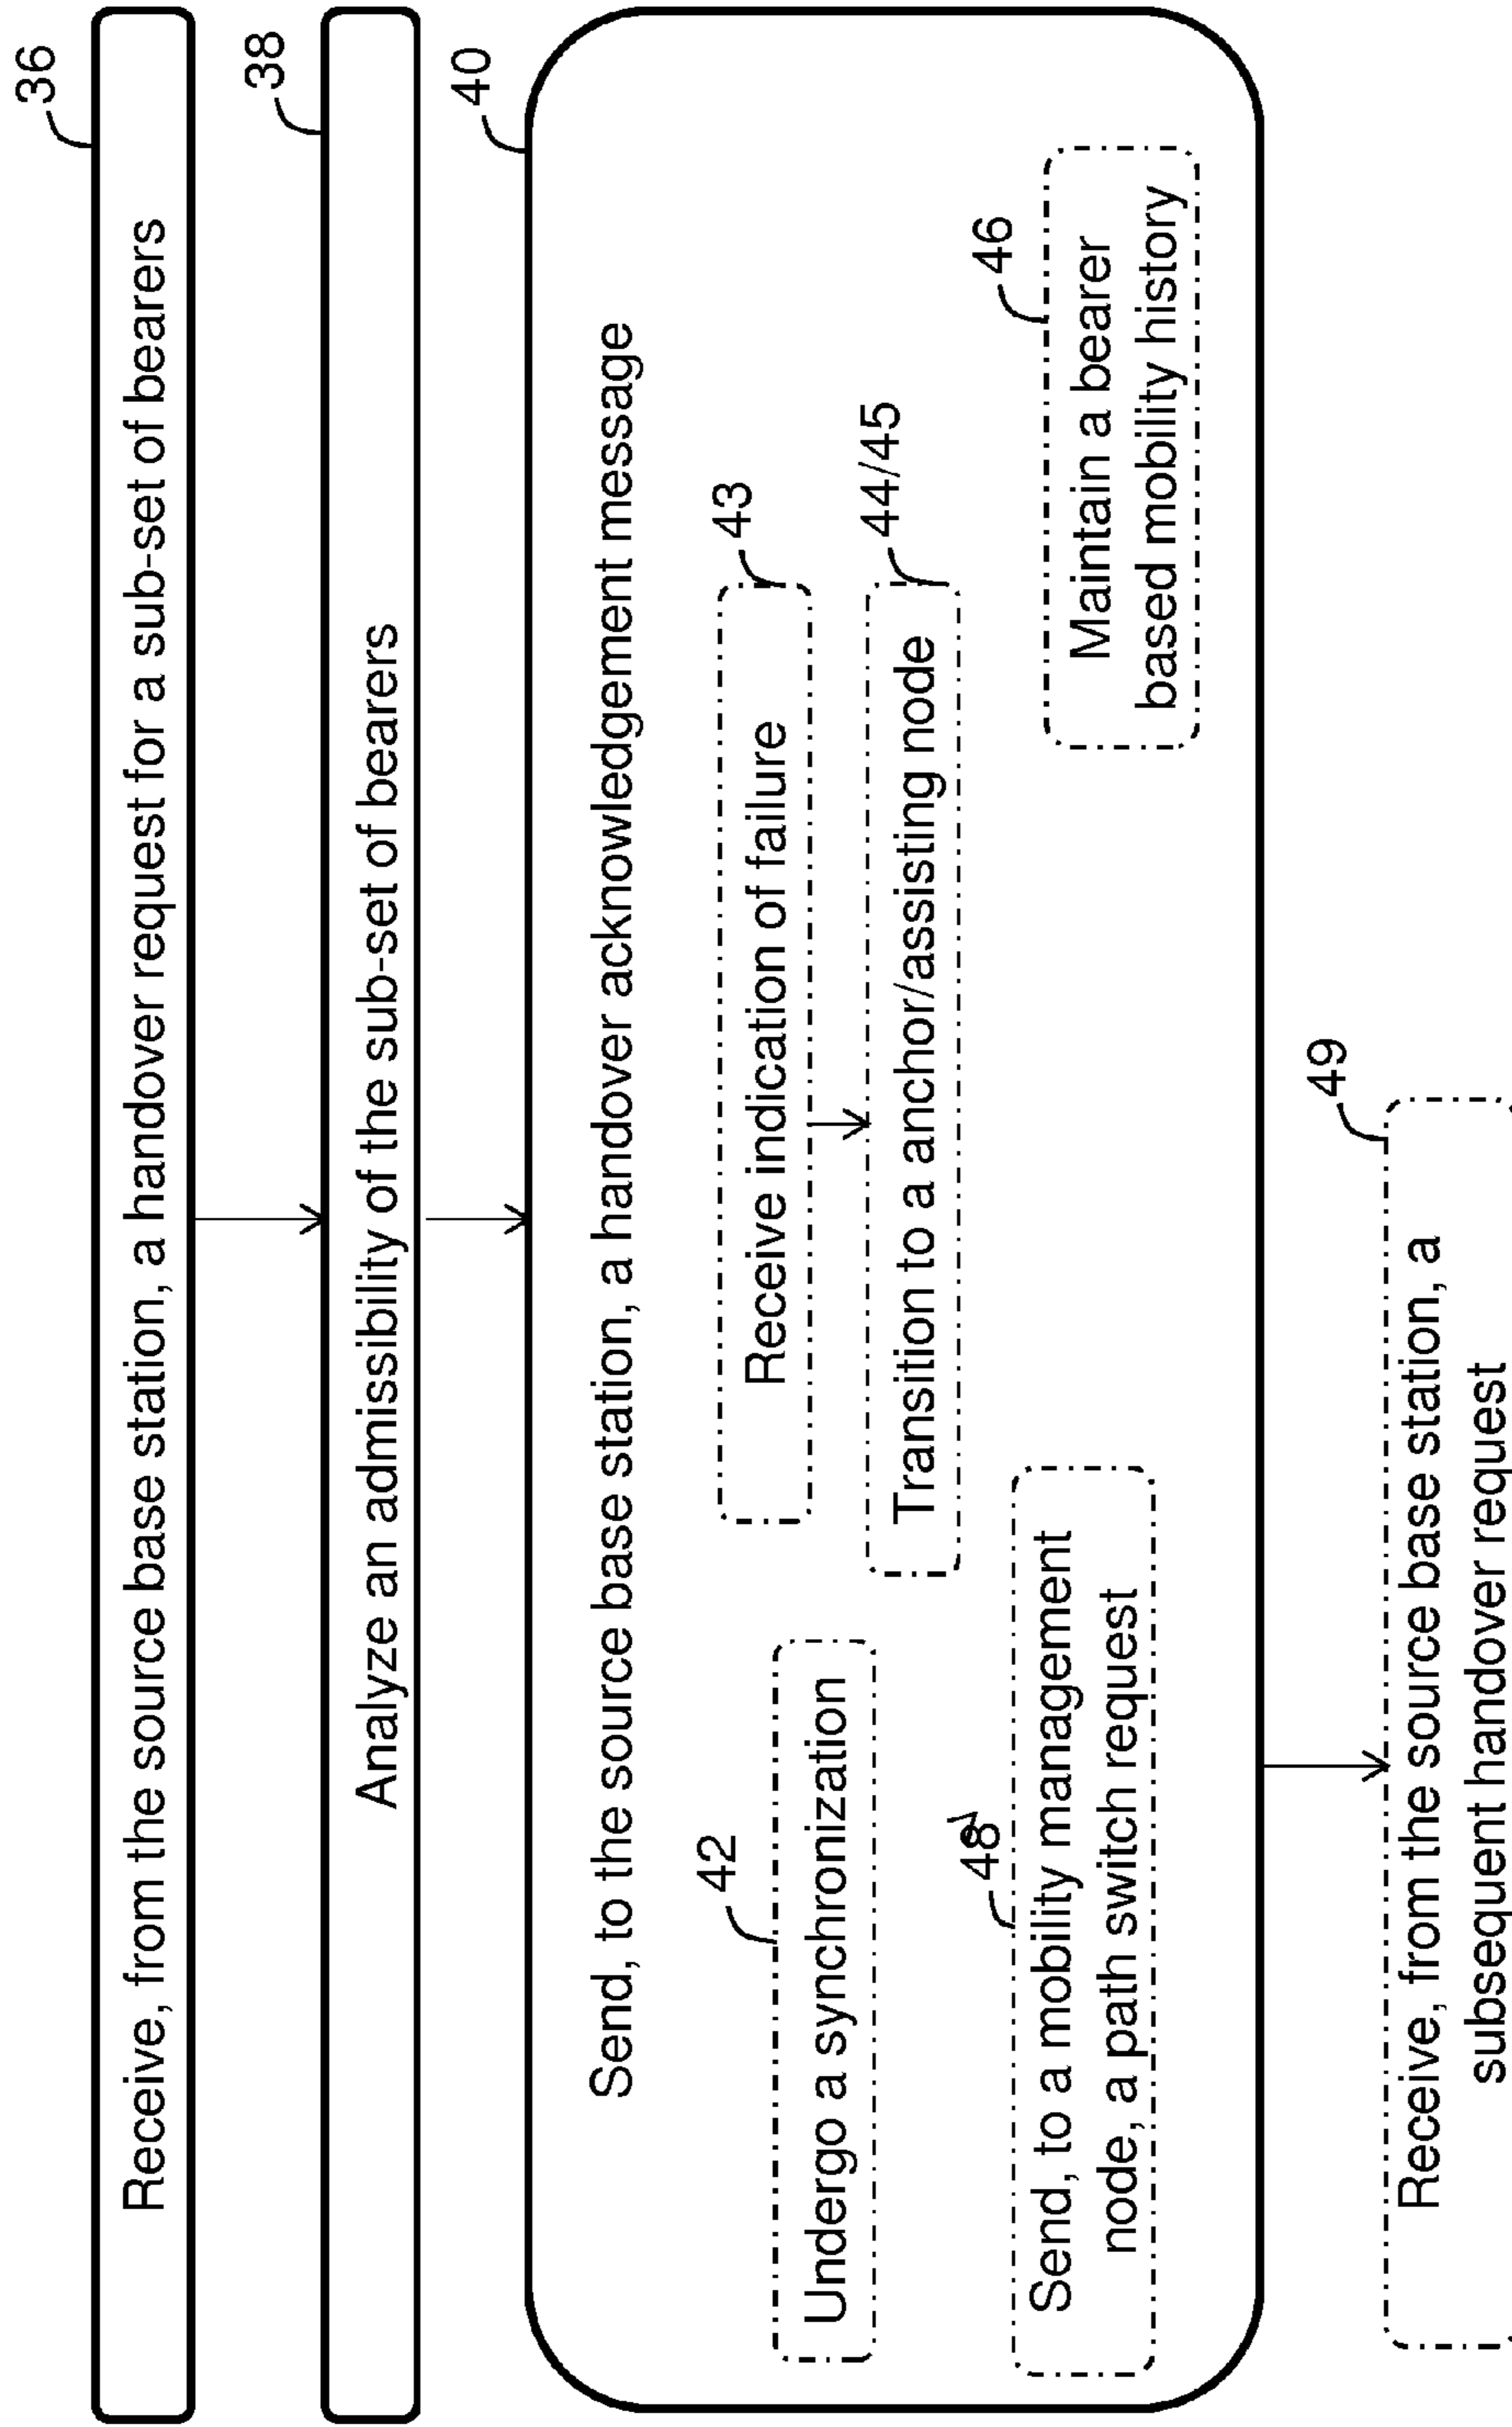 36
Receive, from the source base station, a handover request for a sub-set of bearers
38
Analyze an admissibility of the sub-set of bearers
40
Send, to the source base station, a handover acknowledgement message
42
Undergo a synchronization
43
Receive indication of failure
44/45
Transition to a anchor/assisting node
48
Send, to a mobility management
node, a path switch request
46
Maintain a bearer
based mobility history
49
Receive, from the source base station, a
subsequent handover request